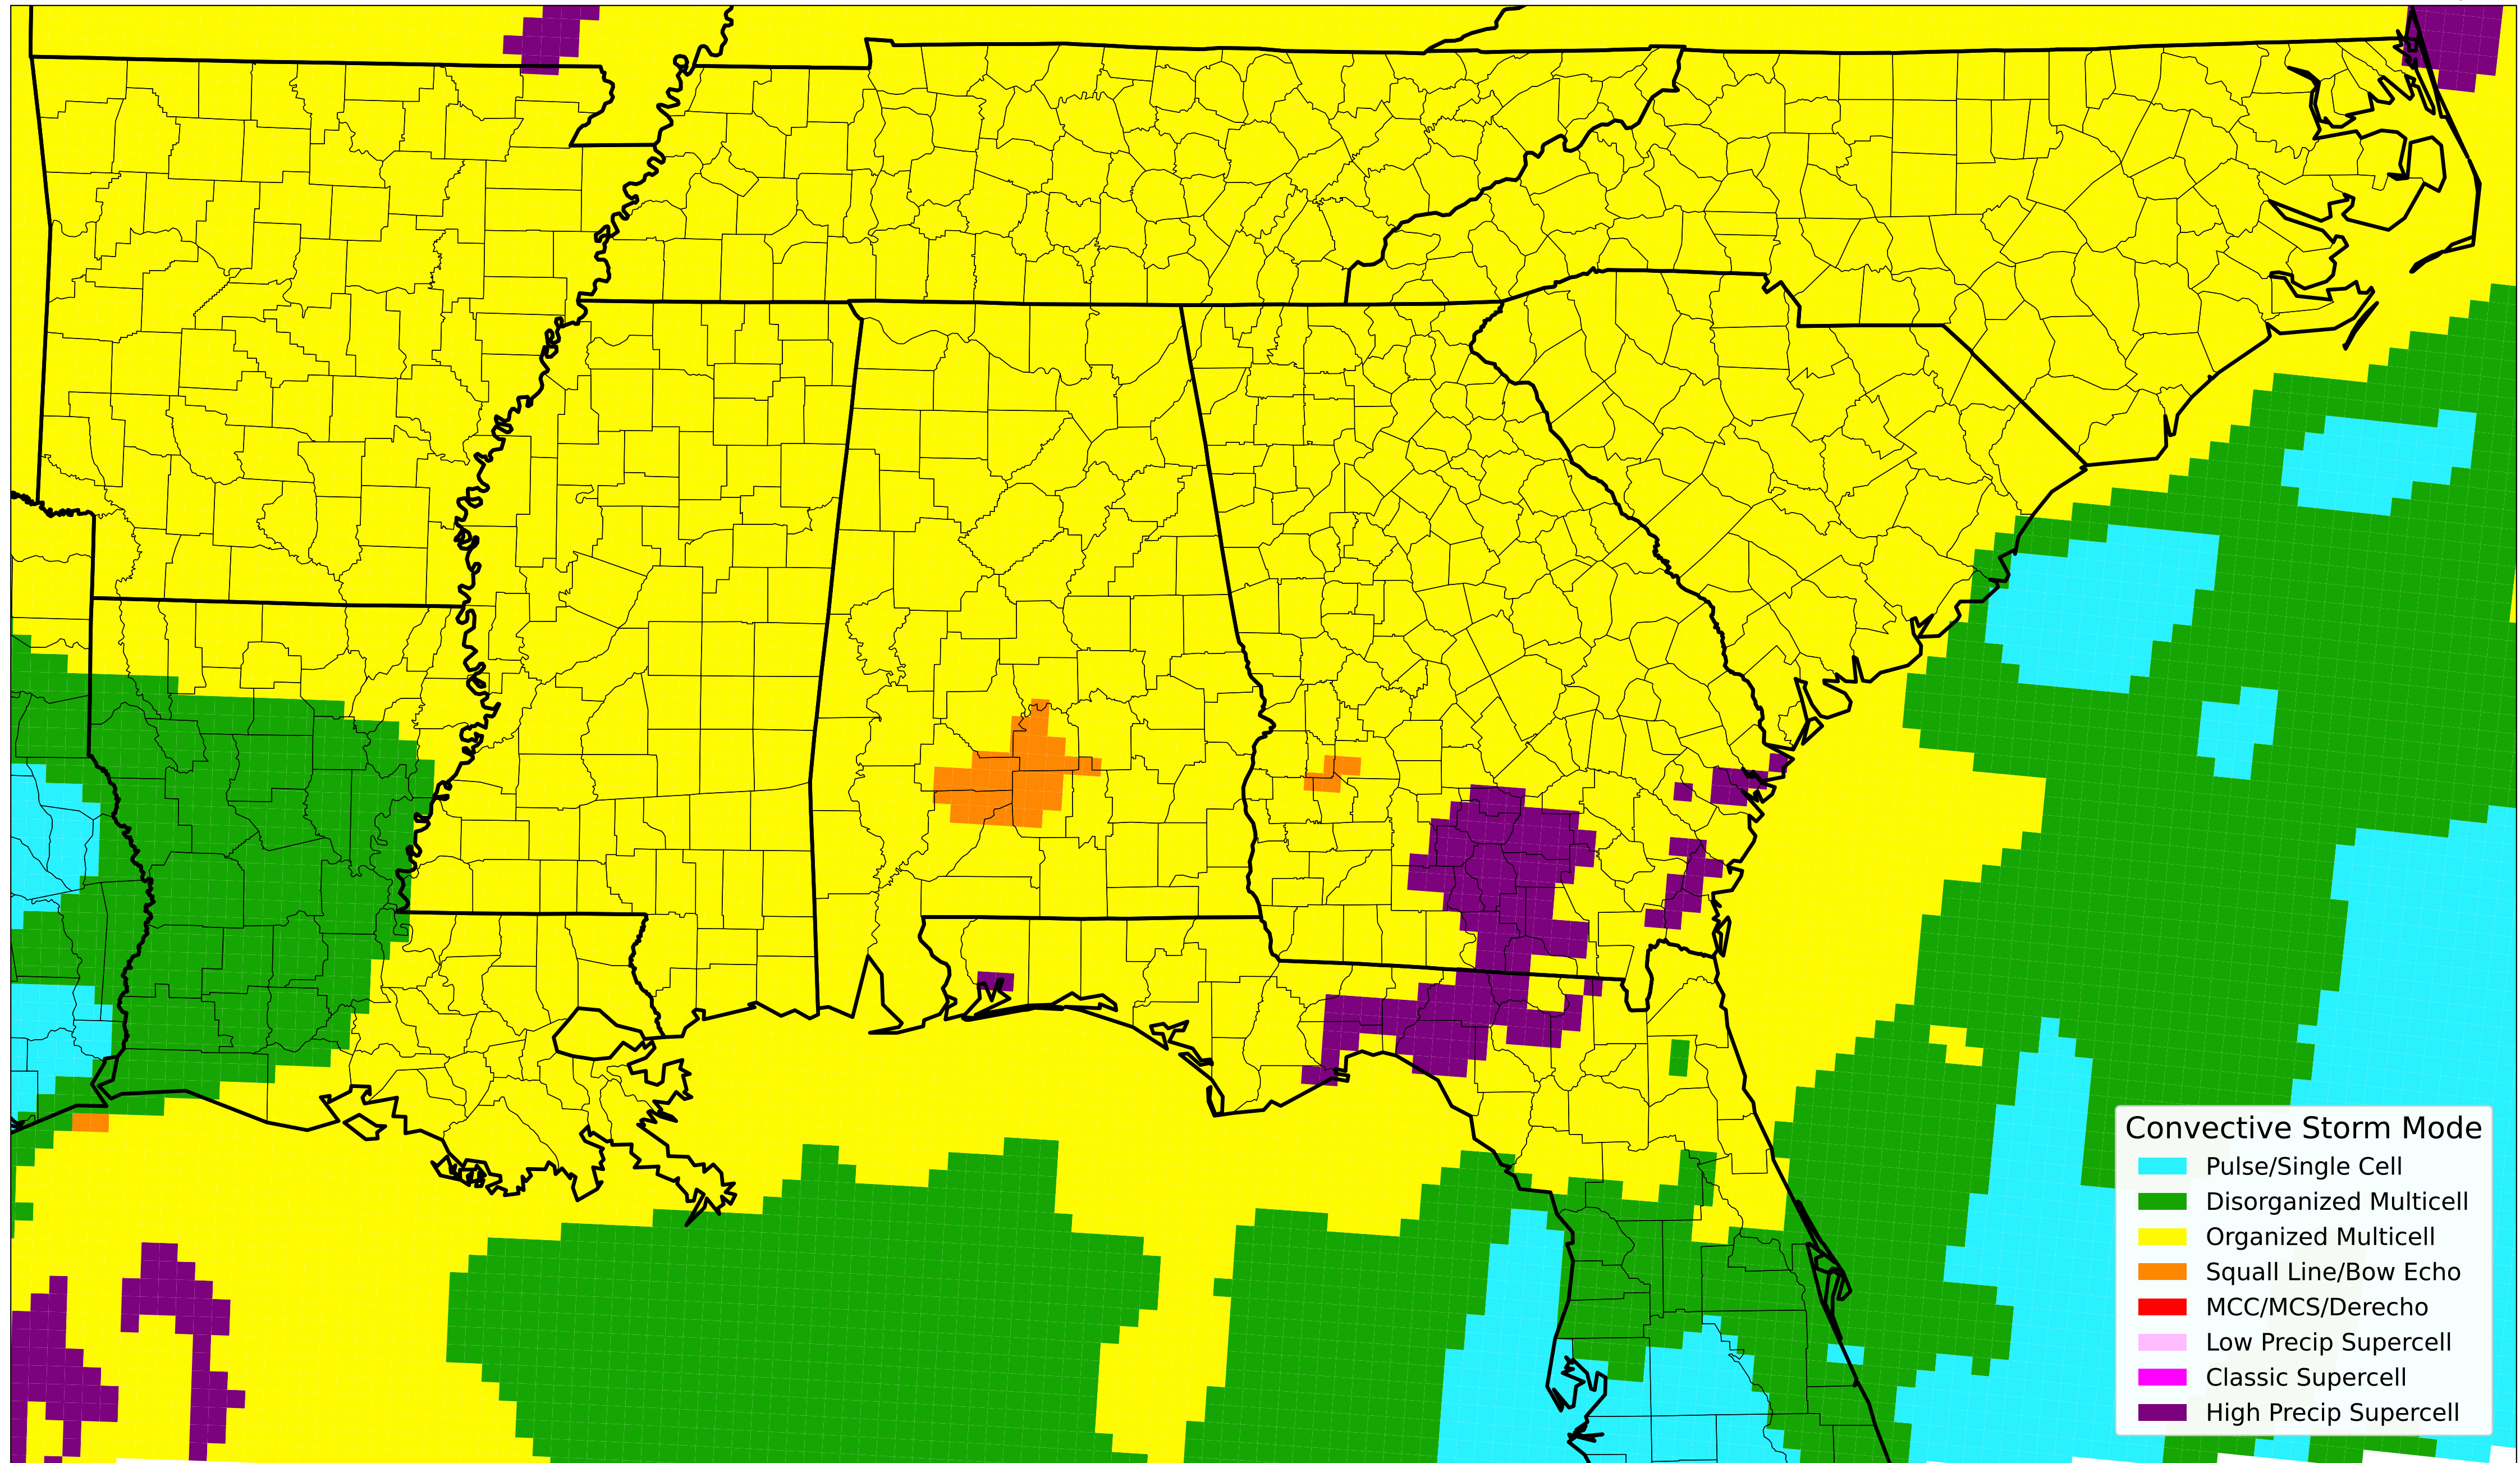 Convective Storm Mode
Pulse/Single Cell
Disorganized Multicell
Organized Multicell
Squall Line/Bow Echo
MCC/MCS/Derecho
Low Precip Supercell
Classic Supercell
High Precip Supercell